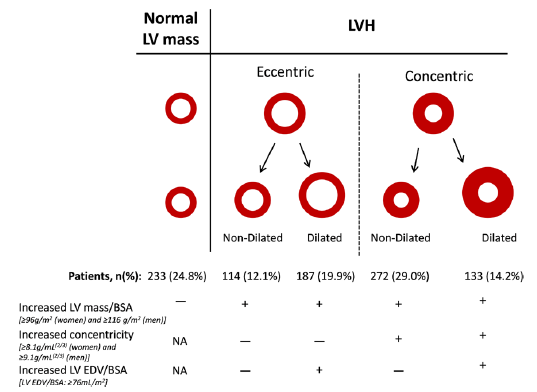 Normal
LV mass
LVH
Eccentric
Concentric
Non-Dilated
Dilated
Non-Dilated
Dilated
Patients, n(%): 233 (24.8%) 114 (12.1%) 187 (19.9%) 272 (29.0%) 133 (14.2%)
Increased LV mass/BSA — + + + +
[≥96g/m² (women) and ≥116 g/m² (men)]
Increased concentricity NA — — + +
[≥8.1g/mL^(2/3) (women) and
≥9.1g/mL^(2/3) (men)]
Increased LV EDV/BSA NA — + — +
[LV EDV/BSA: ≥76mL/m²]